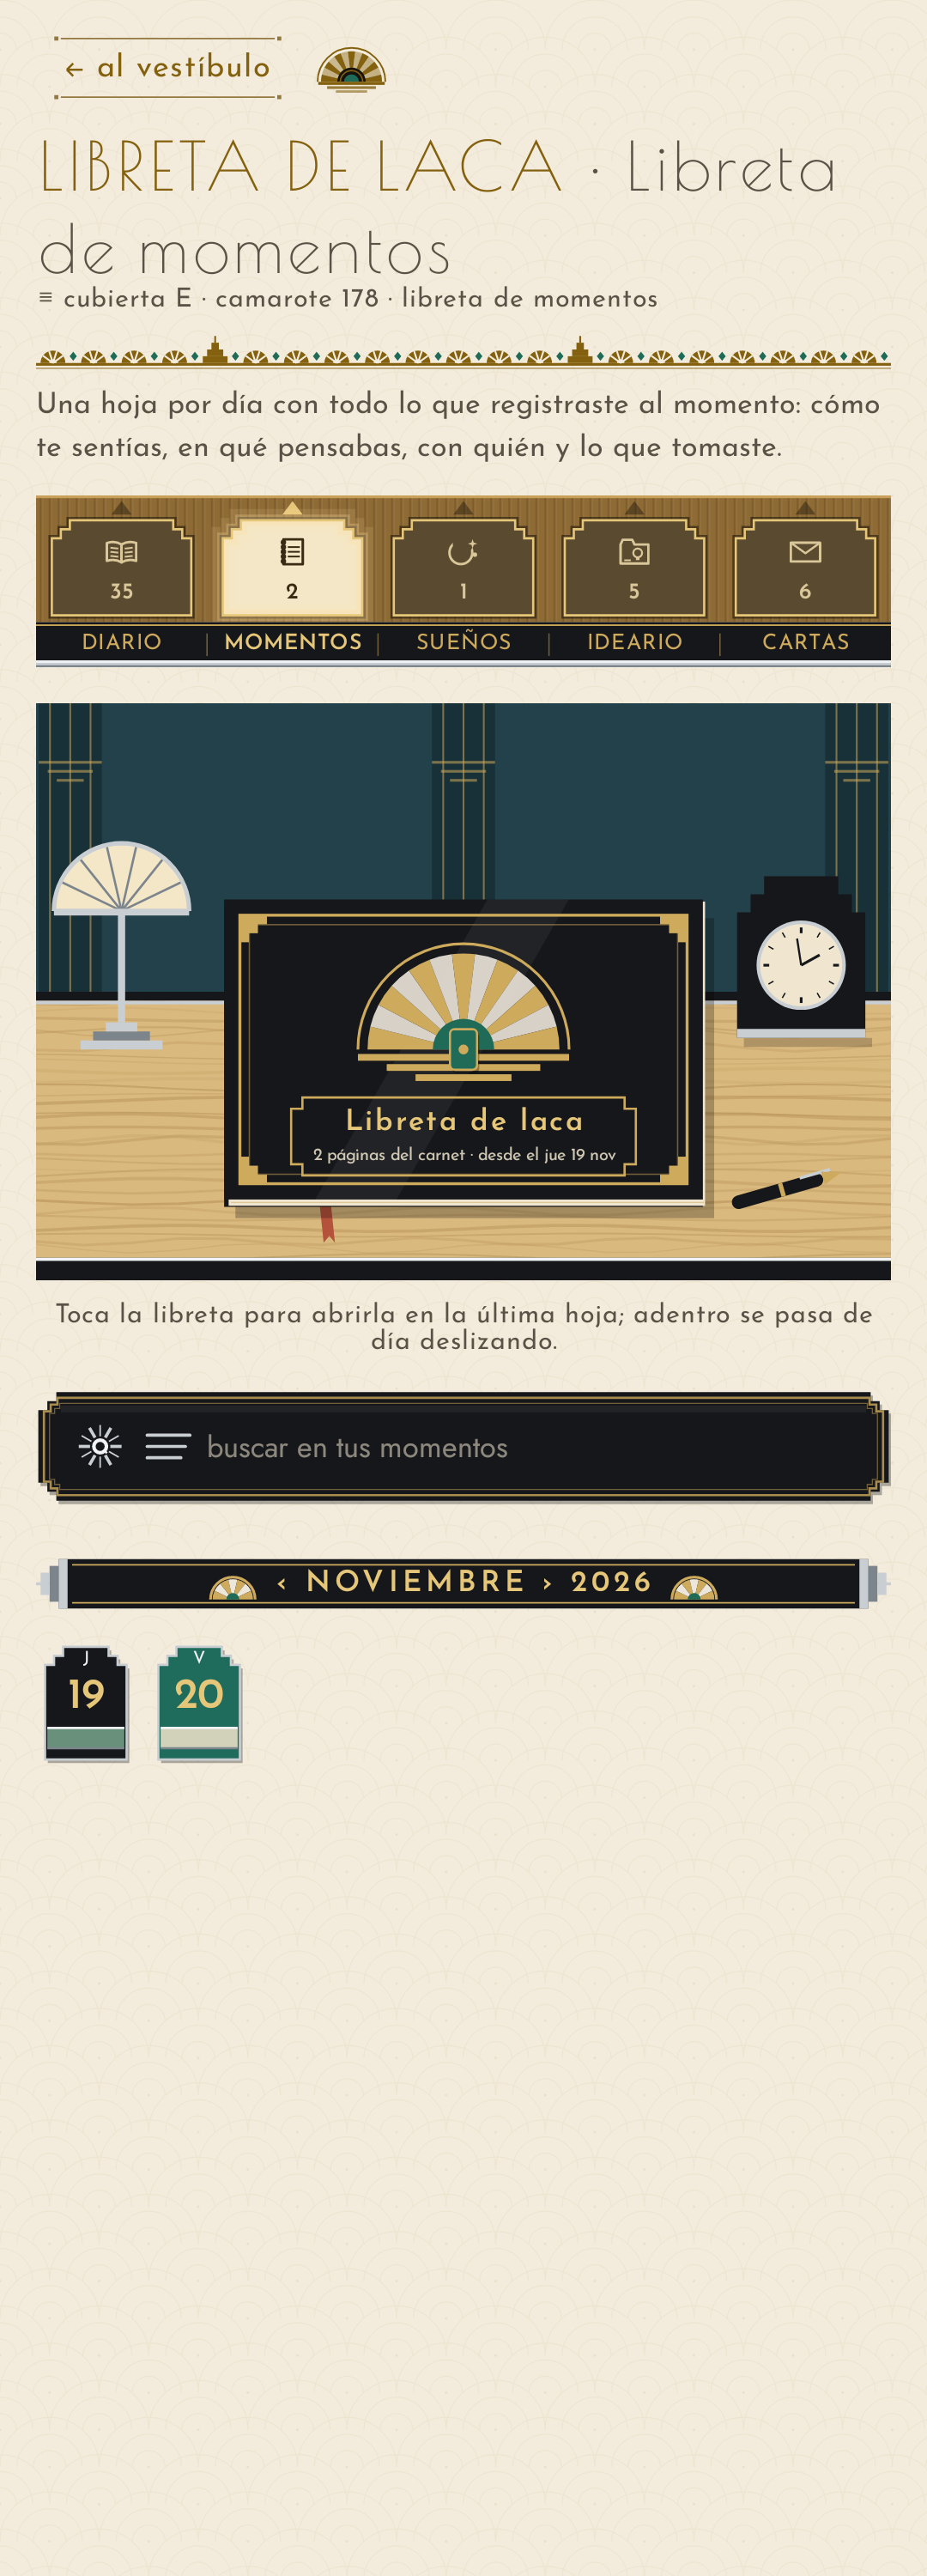 ← al vestíbulo
LIBRETA DE LACA · Libreta
de momentos
≡ cubierta E · camarote 178 · libreta de momentos
Una hoja por día con todo lo que registraste al momento: cómo
te sentías, en qué pensabas, con quién y lo que tomaste.
35 2 1 5 6
DIARIO | MOMENTOS | SUEÑOS | IDEARIO | CARTAS
Libreta de laca
2 páginas del carnet · desde el jue 19 nov
Toca la libreta para abrirla en la última hoja; adentro se pasa de
día deslizando.
buscar en tus momentos
‹ NOVIEMBRE › 2026
J V
19 20